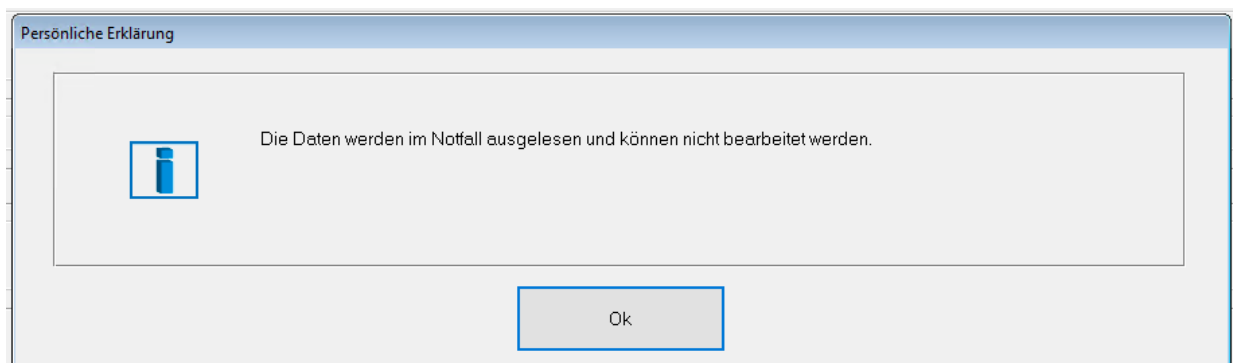 Persönliche Erklärung
Die Daten werden im Notfall ausgelesen und können nicht bearbeitet werden.
Ok